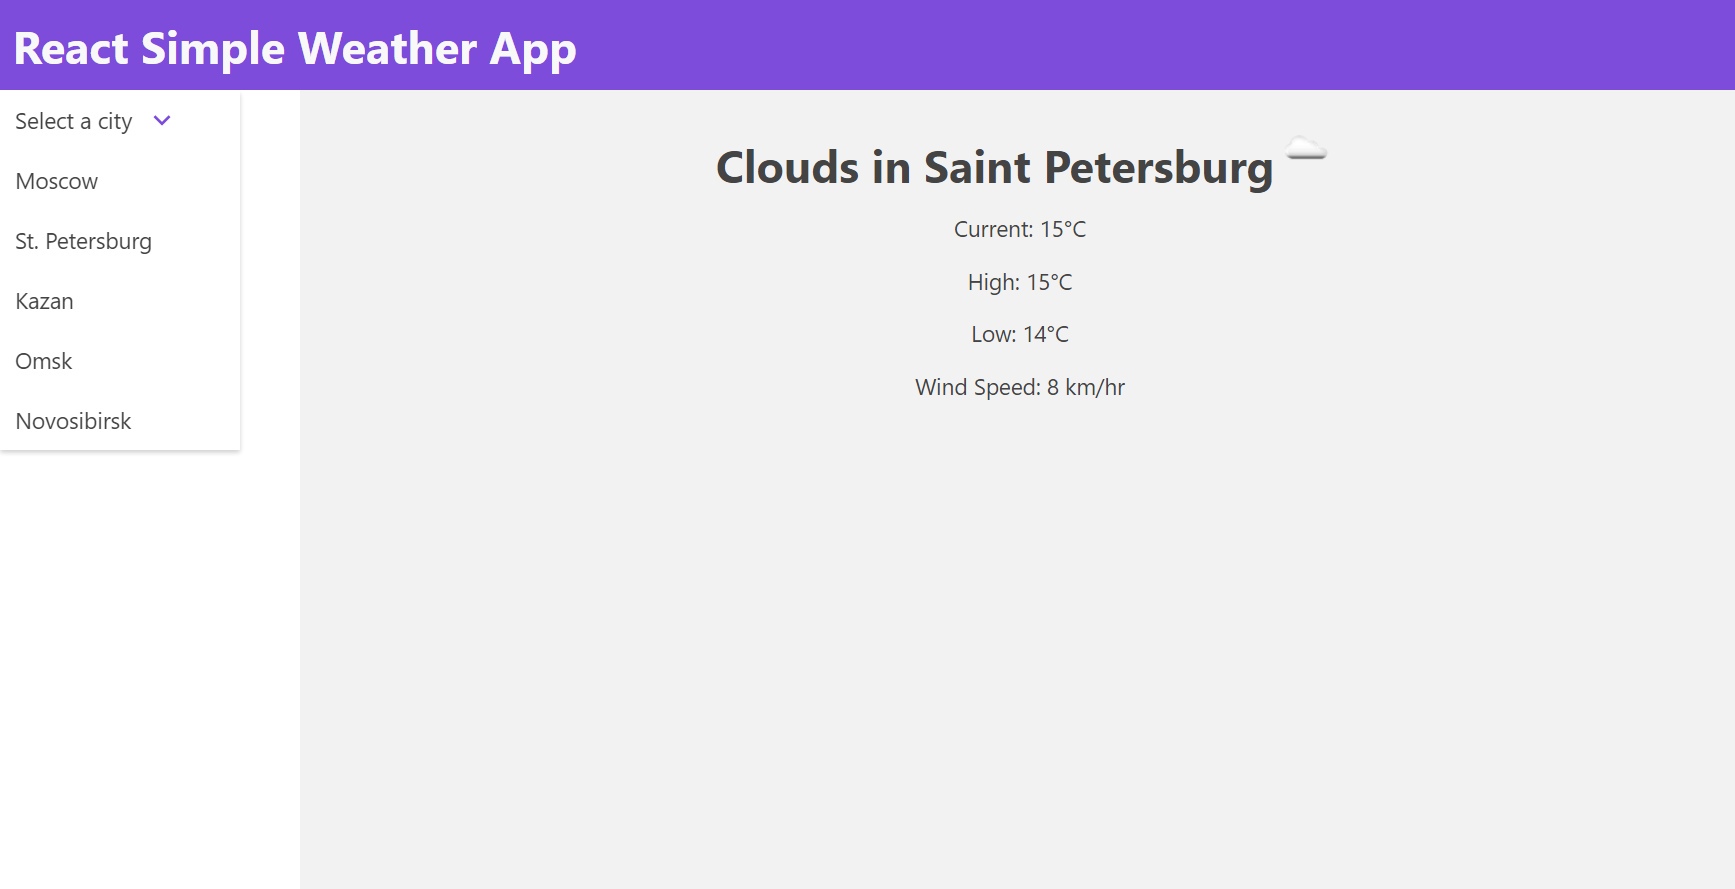 React Simple Weather App
Select a city
Moscow
St. Petersburg
Kazan
Omsk
Novosibirsk
Clouds in Saint Petersburg
Current: 15°C
High: 15°C
Low: 14°C
Wind Speed: 8 km/hr